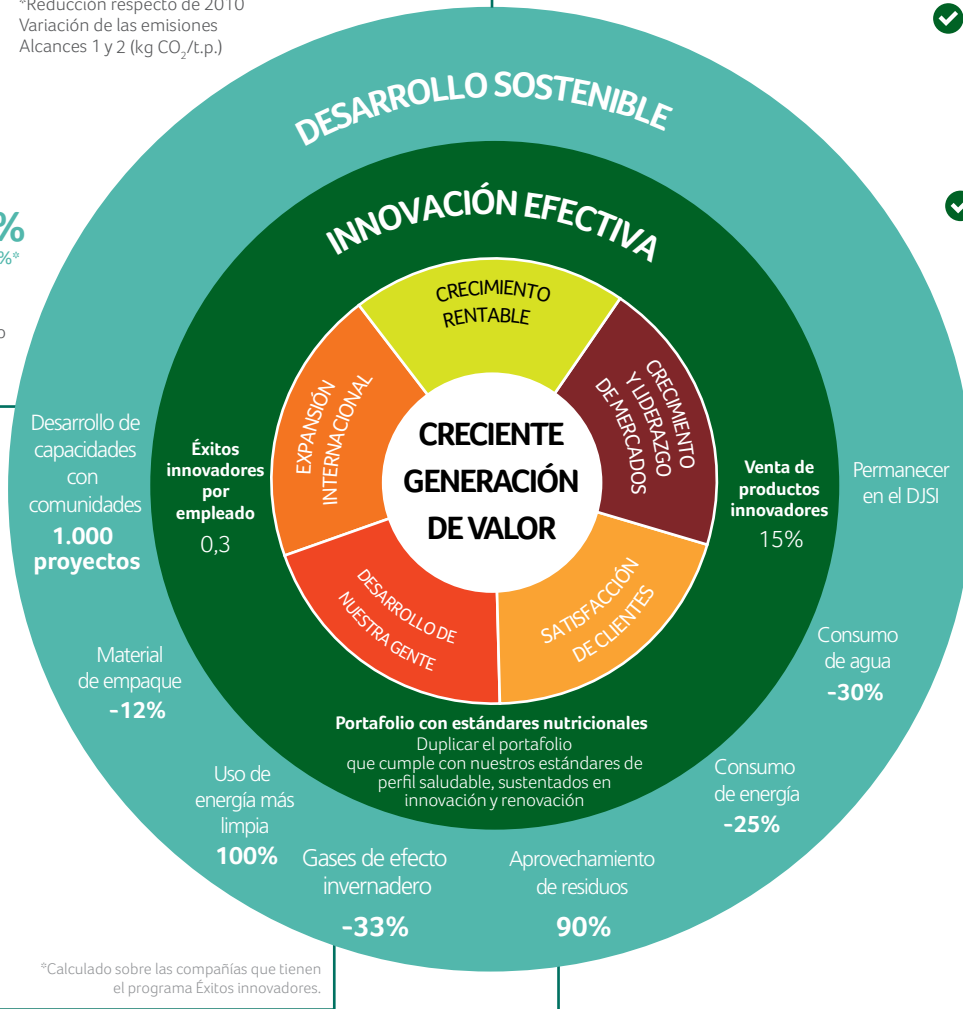 *Reducción respecto de 2010
Variación de las emisiones
Alcances 1 y 2 (kg CO₂/t.p.)
%
%*
DESARROLLO SOSTENIBLE
INNOVACIÓN EFECTIVA
CRECIMIENTO
RENTABLE
CRECIMIENTO
Y LIDERAZGO
DE MERCADOS
SATISFACCIÓN
DE CLIENTES
DESARROLLO DE
NUESTRA GENTE
EXPANSIÓN
INTERNACIONAL
CRECIENTE
GENERACIÓN
DE VALOR
Éxitos
innovadores
por
empleado
0,3
Venta de
productos
innovadores
15%
Portafolio con estándares nutricionales
Duplicar el portafolio
que cumple con nuestros estándares de
perfil saludable, sustentados en
innovación y renovación
Desarrollo de
capacidades
con
comunidades
1.000
proyectos
Material
de empaque
-12%
Uso de
energía más
limpia
100%
Gases de efecto
invernadero
-33%
Aprovechamiento
de residuos
90%
Consumo
de energía
-25%
Consumo
de agua
-30%
Permanecer
en el DJSI
*Calculado sobre las compañías que tienen
el programa Éxitos innovadores.